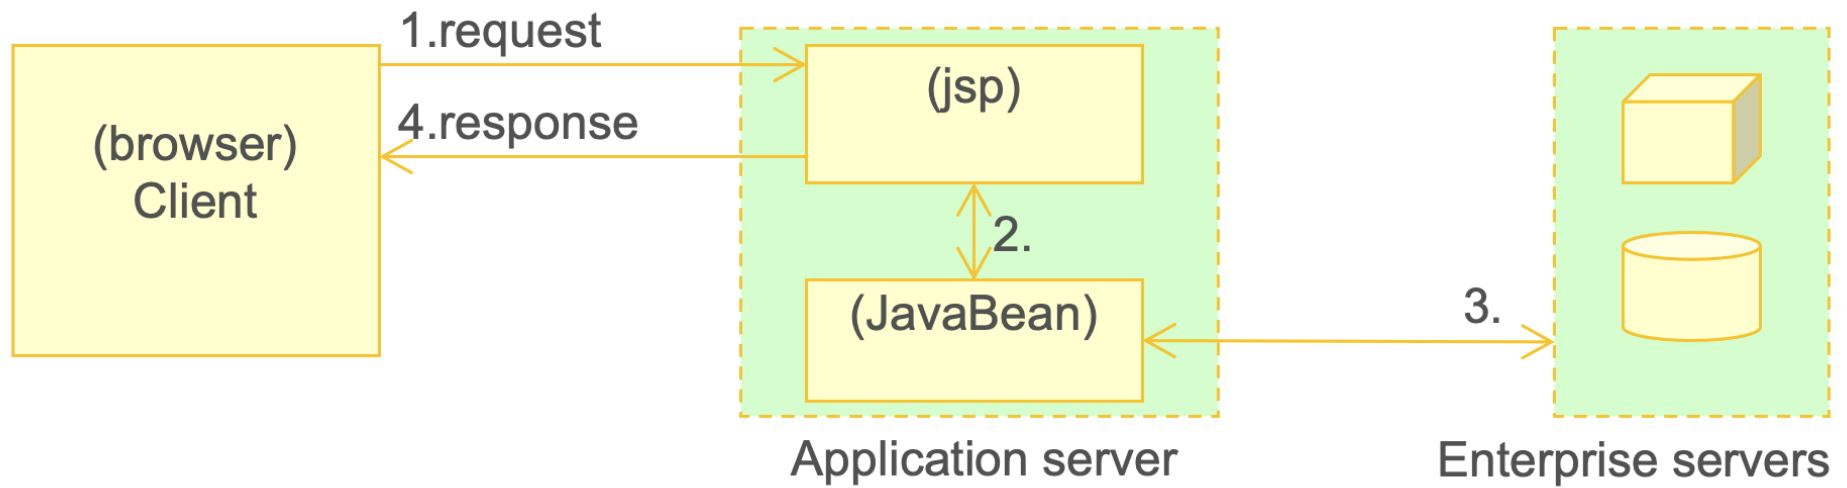 1.request
4.response
(browser)
Client
(jsp)
2.
(JavaBean)
3.
Application server
Enterprise servers